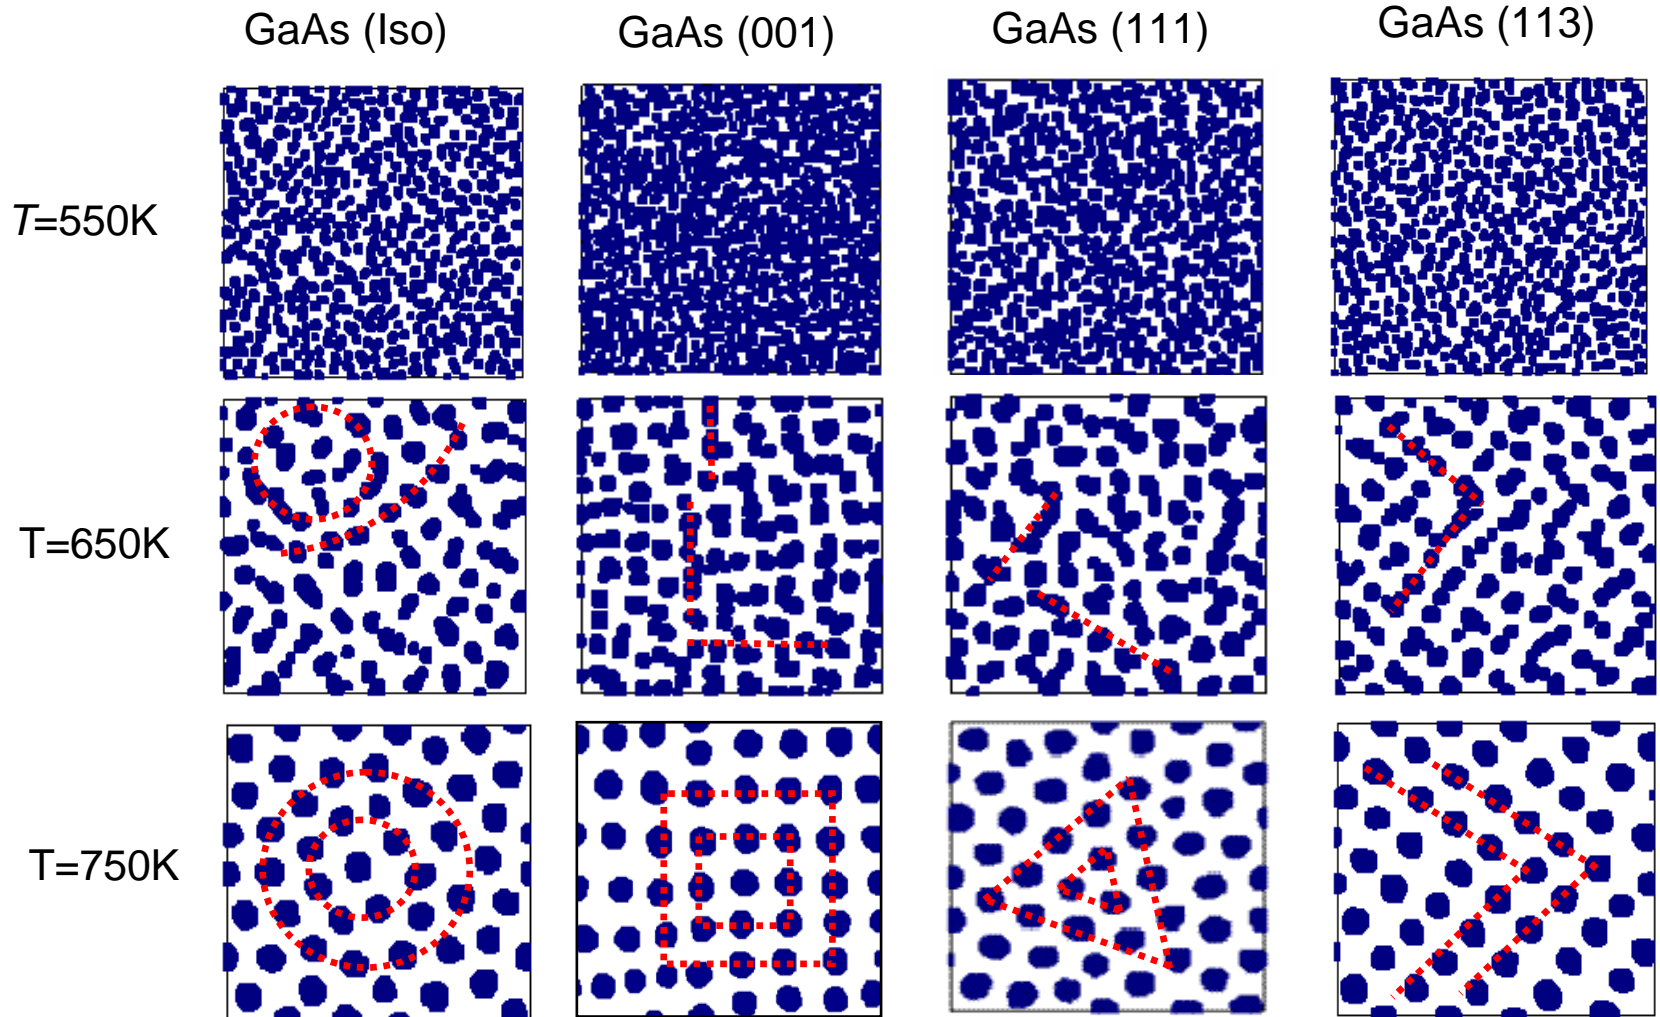 GaAs (Iso)
GaAs (001)
GaAs (111)
GaAs (113)
T=550K
T=650K
T=750K